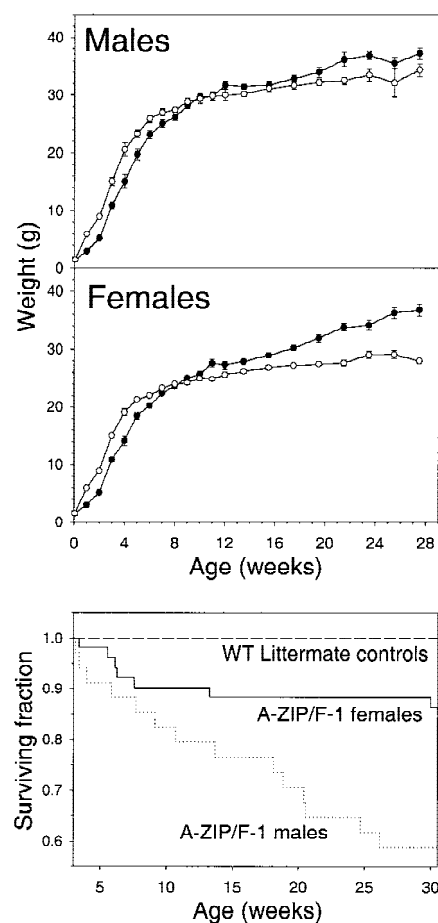 Males
40
30
20
10
0
Females
40
30
20
10
0
Weight (g)
0 4 8 12 16 20 24 28
Age (weeks)
1.0
0.9
0.8
0.7
0.6
Surviving fraction
WT Littermate controls
A-ZIP/F-1 females
A-ZIP/F-1 males
5 10 15 20 25 30
Age (weeks)